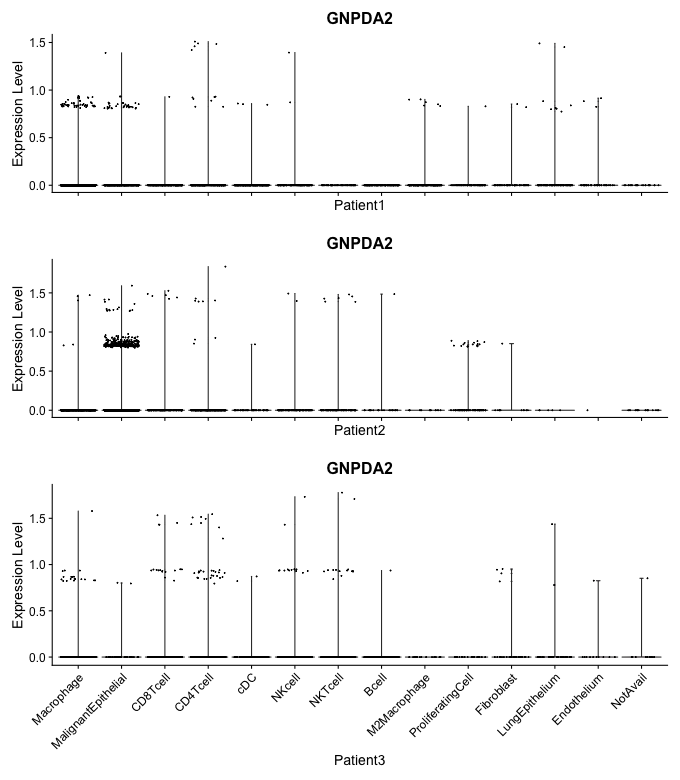 GNPDA2
1.5
1.0
0.5
0.0
Expression Level
Patient1
GNPDA2
1.5
1.0
0.5
0.0
Expression Level
Patient2
GNPDA2
1.5
1.0
0.5
0.0
Expression Level
Macrophage
MalignantEpithelial
CD8Tcell
CD4Tcell
cDC
NKcell
NKTcell
Bcell
M2Macrophage
ProliferatingCell
Fibroblast
LungEpithelium
Endothelium
NotAvail
Patient3